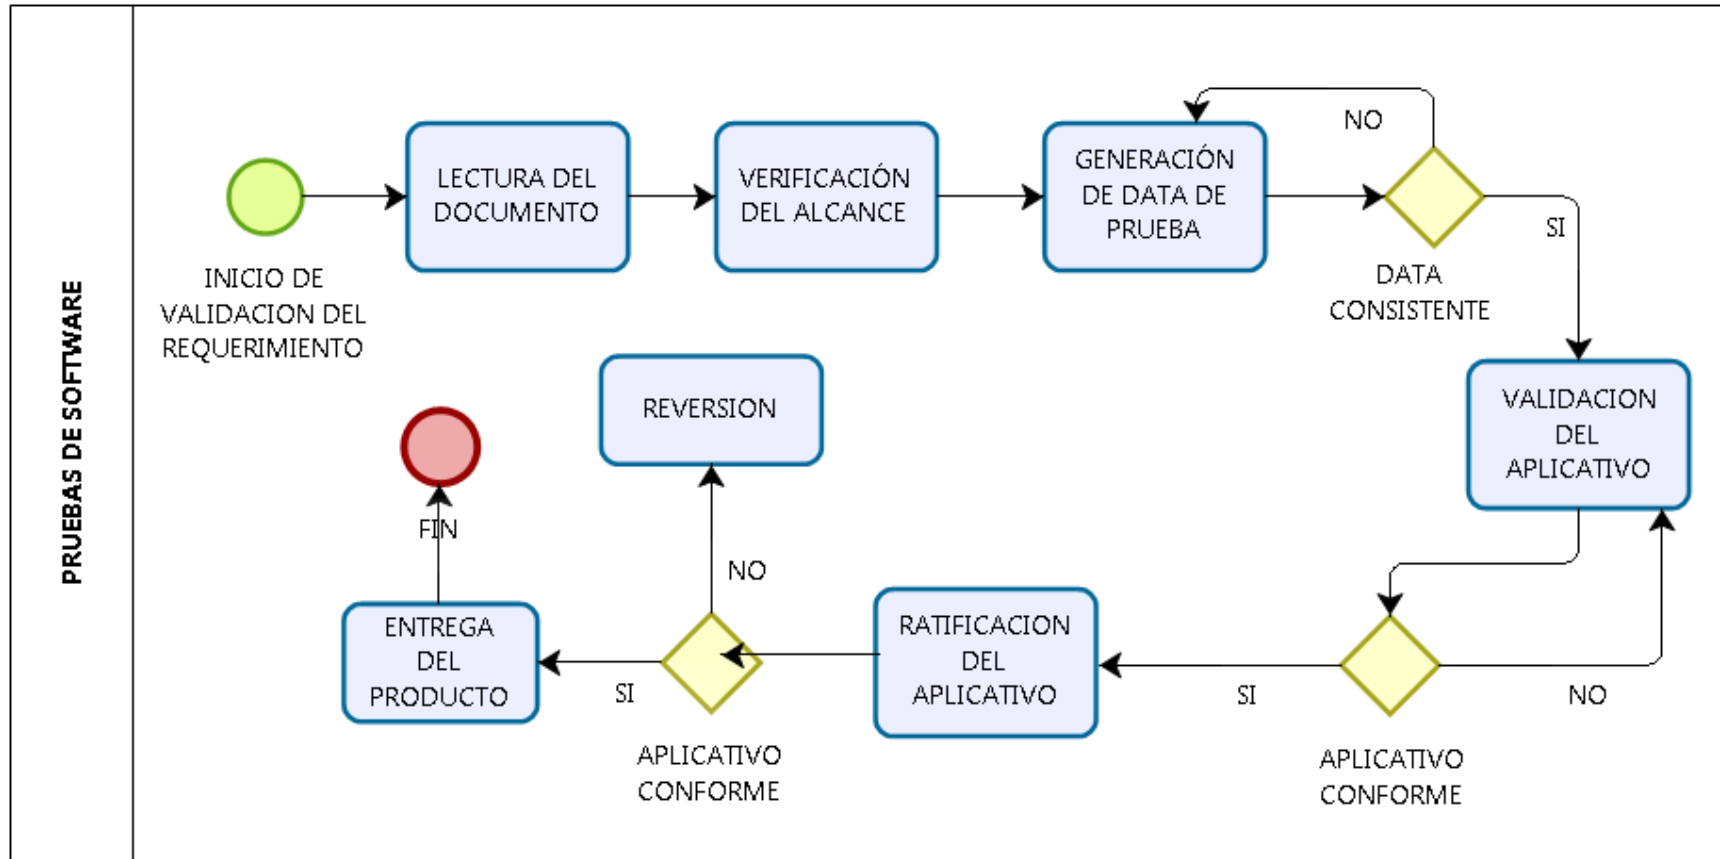 PRUEBAS DE SOFTWARE
INICIO DE
VALIDACION DEL
REQUERIMIENTO
LECTURA DEL
DOCUMENTO
VERIFICACIÓN
DEL ALCANCE
GENERACIÓN
DE DATA DE
PRUEBA
NO
DATA
CONSISTENTE
SI
VALIDACION
DEL
APLICATIVO
NO
APLICATIVO
CONFORME
SI
RATIFICACION
DEL
APLICATIVO
APLICATIVO
CONFORME
NO
REVERSION
SI
ENTREGA
DEL
PRODUCTO
FIN